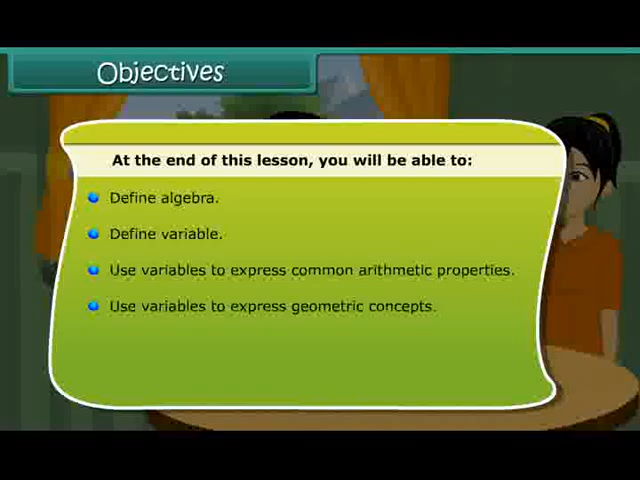 Objectives
At the end of this lesson, you will be able to:
Define algebra.
Define variable.
Use variables to express common arithmetic properties.
Use variables to express geometric concepts.